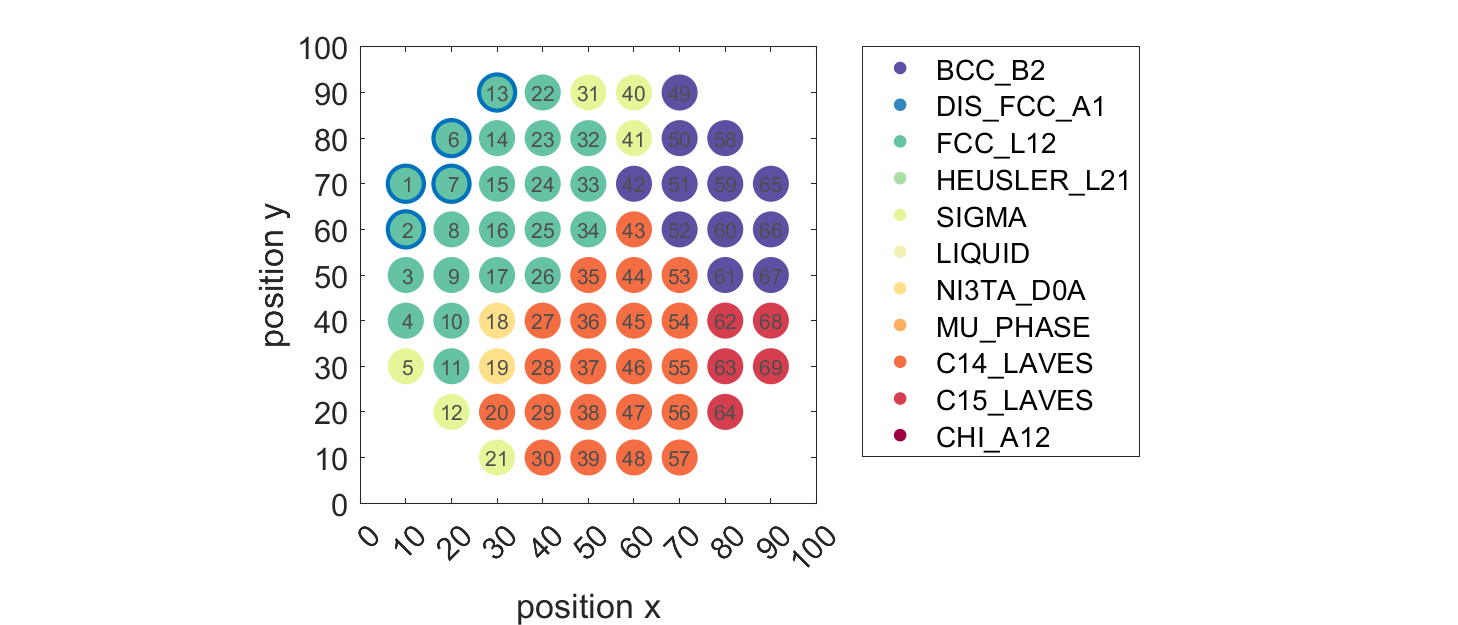 100
90
80
70
60
50
40
30
20
10
0
position y
13 22 31 40 49
6 14 23 32 41 50 58
1 7 15 24 33 42 51 59 65
2 8 16 25 34 43 52 60 66
3 9 17 26 35 44 53 61 67
4 10 18 27 36 45 54 62 68
5 11 19 28 37 46 55 63 69
12 20 29 38 47 56 64
21 30 39 48 57
0 10 20 30 40 50 60 70 80 90 100
position x
BCC_B2
DIS_FCC_A1
FCC_L12
HEUSLER_L21
SIGMA
LIQUID
NI3TA_D0A
MU_PHASE
C14_LAVES
C15_LAVES
CHI_A12